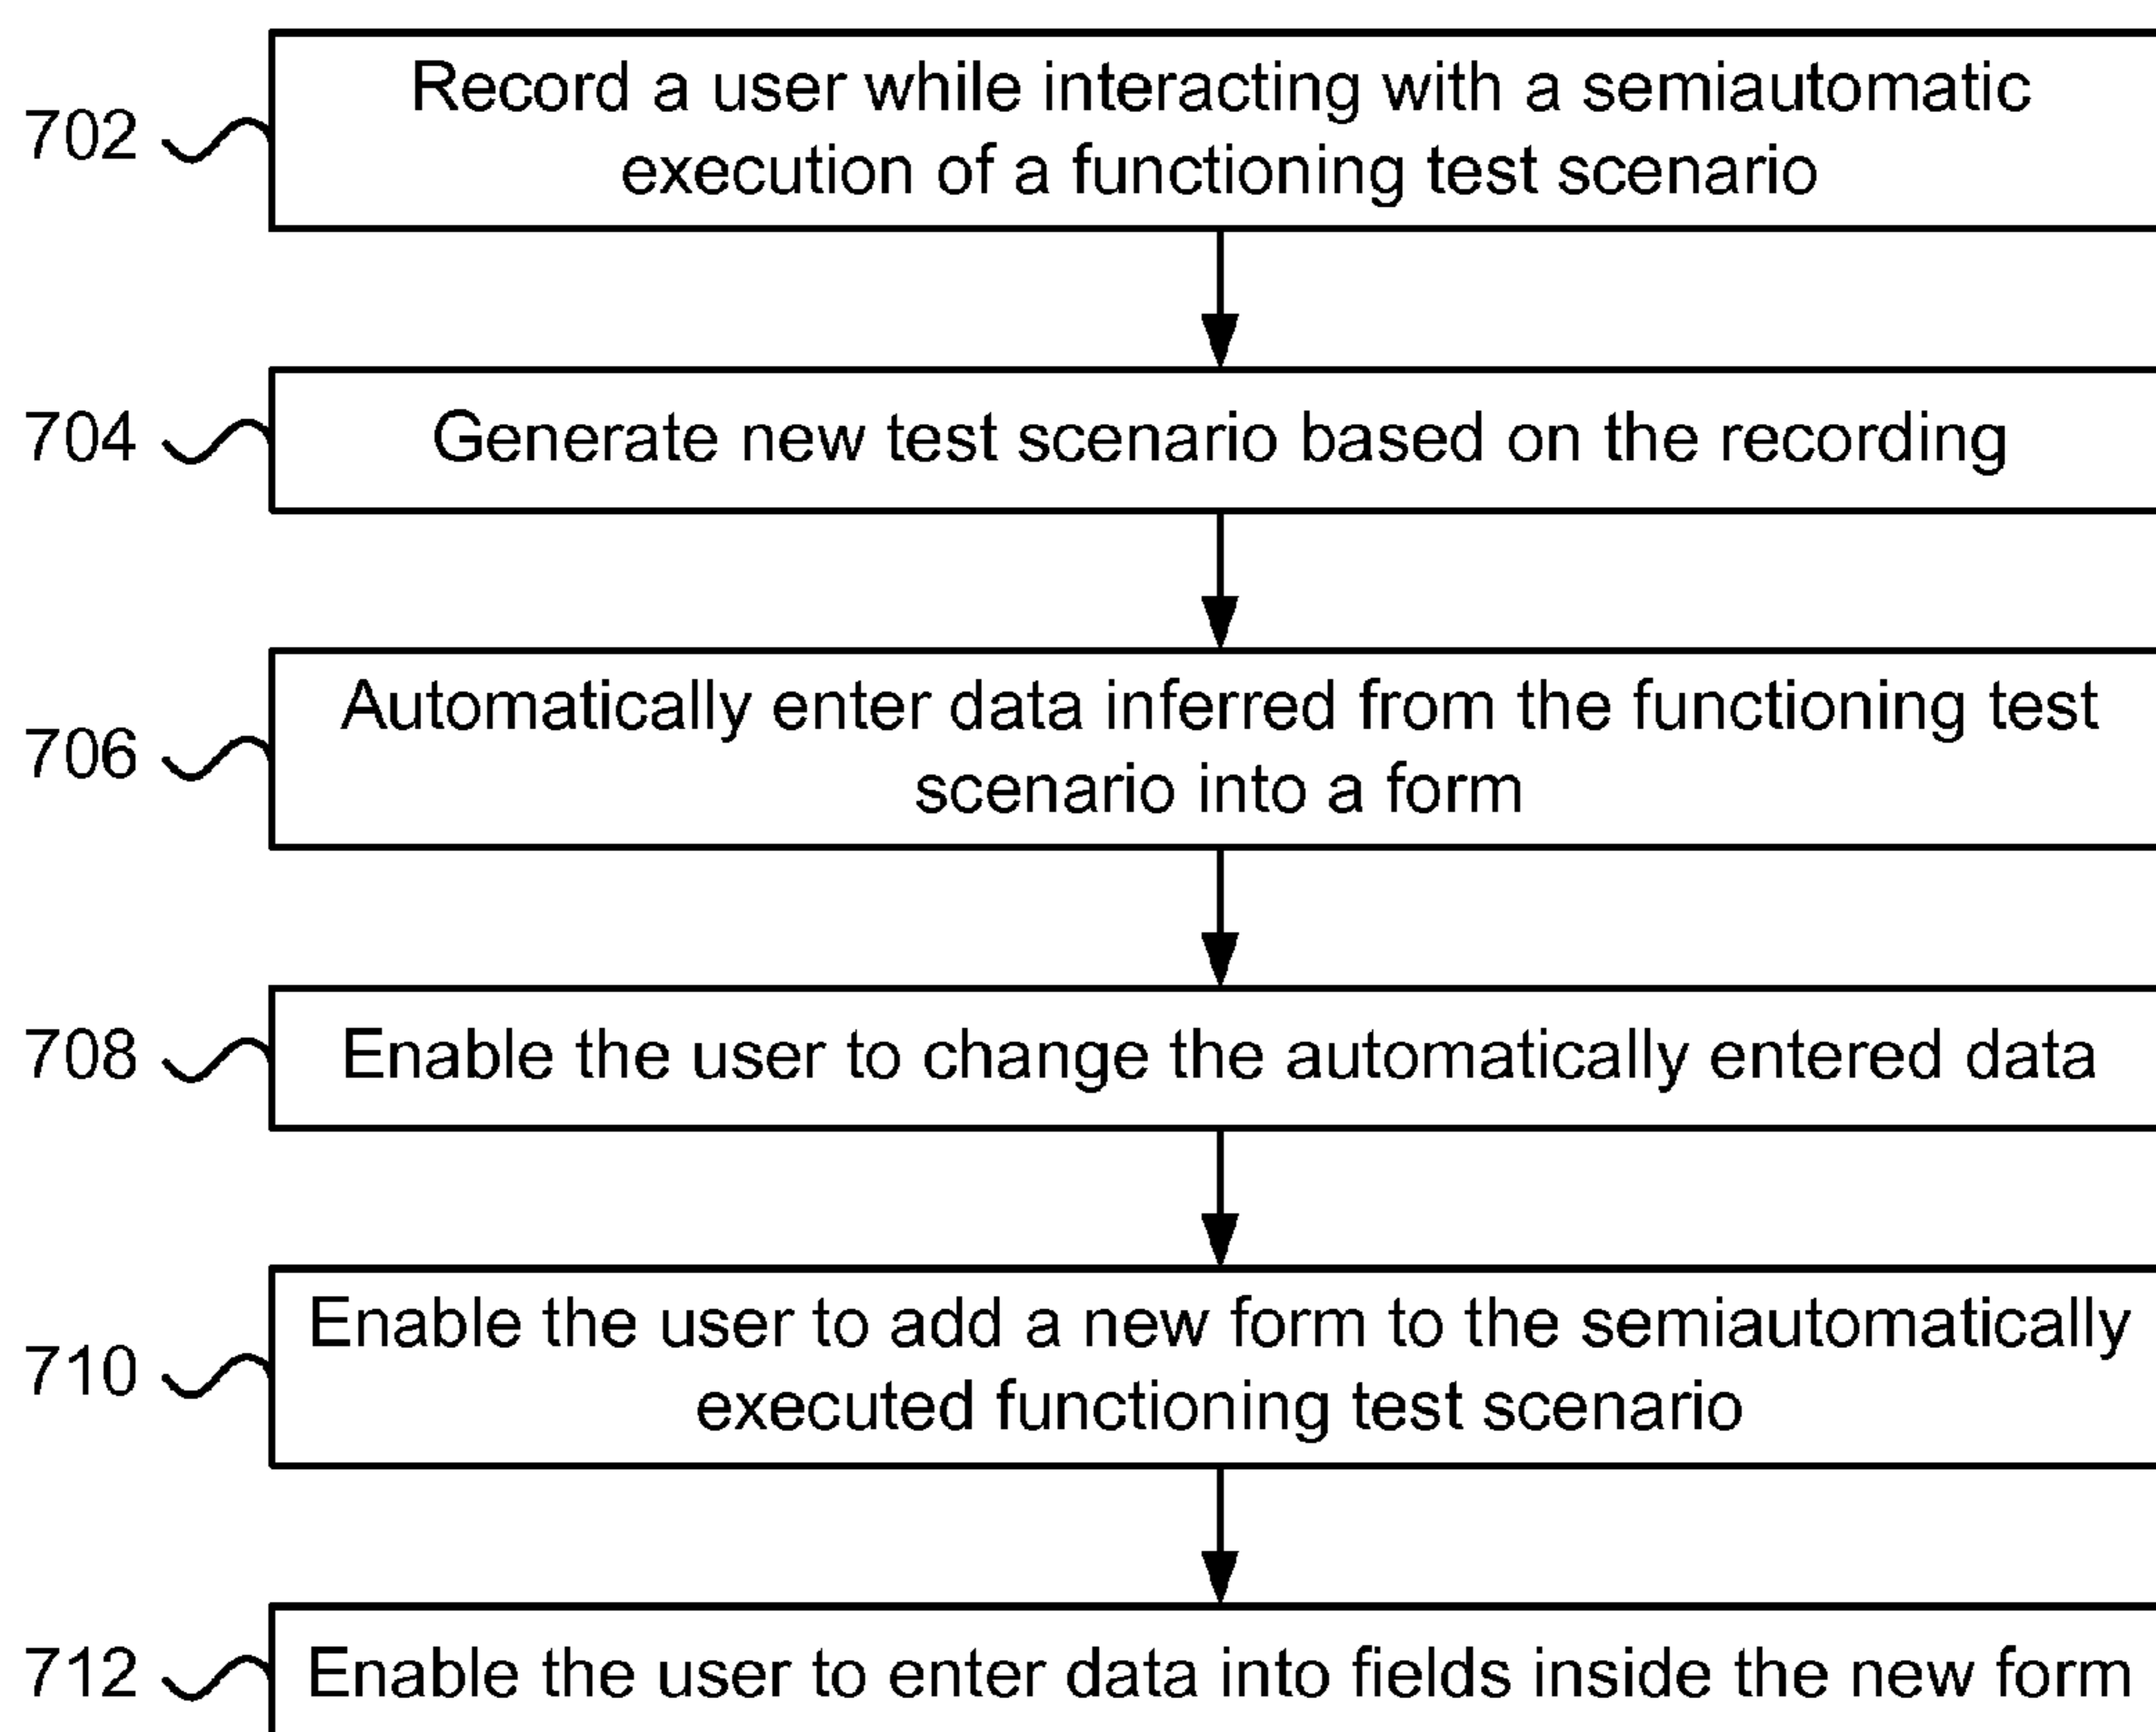 702
Record a user while interacting with a semiautomatic
execution of a functioning test scenario
704
Generate new test scenario based on the recording
706
Automatically enter data inferred from the functioning test
scenario into a form
708
Enable the user to change the automatically entered data
710
Enable the user to add a new form to the semiautomatically
executed functioning test scenario
712
Enable the user to enter data into fields inside the new form